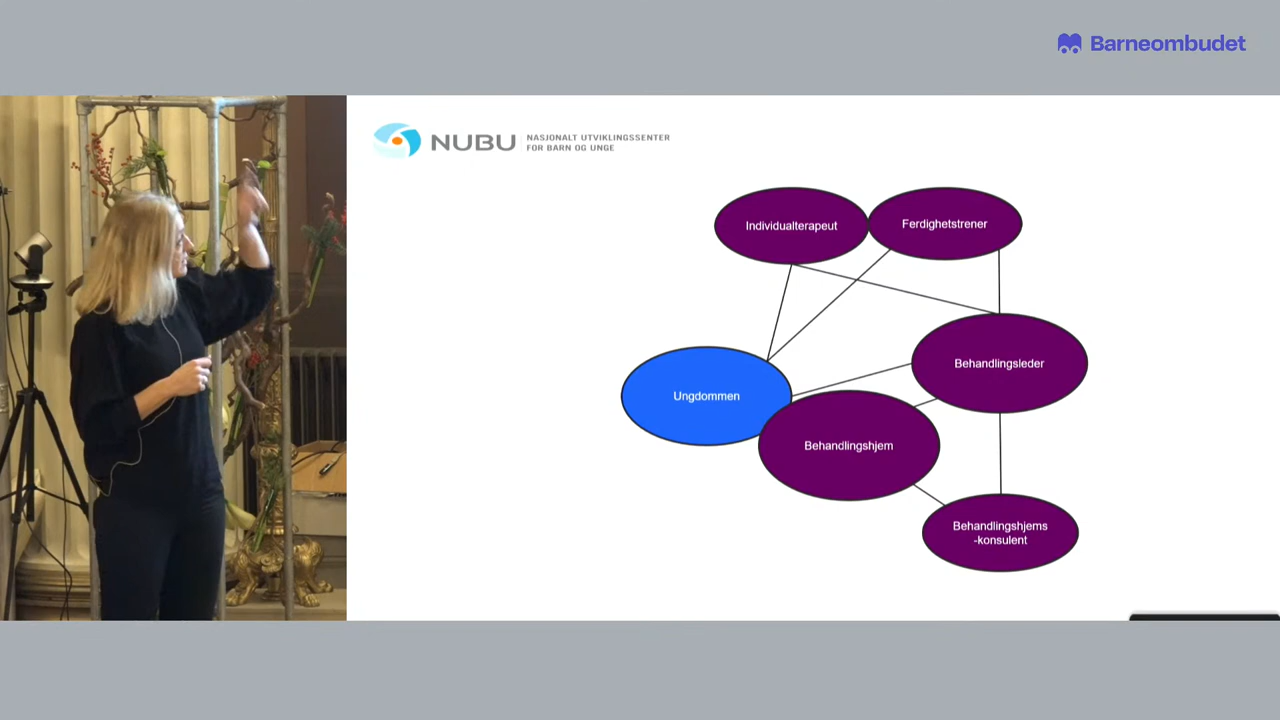 Barneombudet
NUBU
NASJONALT UTVIKLINGSSENTER
FOR BARN OG UNGE
Individualterapeut
Ferdighetstrener
Behandlingsleder
Ungdommen
Behandlingshjem
Behandlingshjems
-konsulent